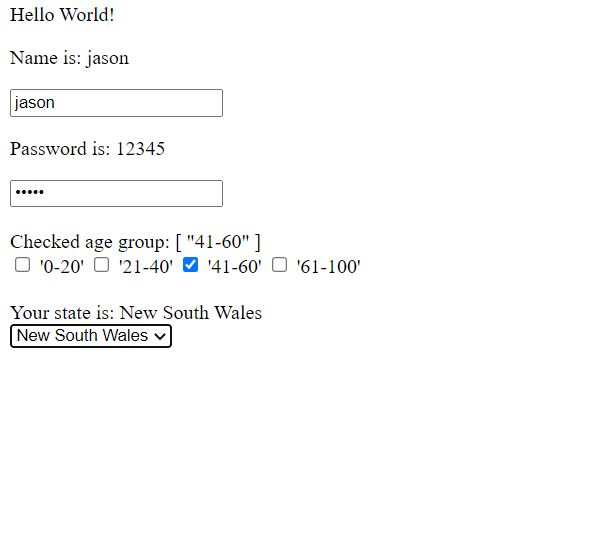 Hello World!
Name is: jason
jason
Password is: 12345
•••••
Checked age group: [ "41-60" ]
'0-20' '21-40' '41-60' '61-100'
Your state is: New South Wales
New South Wales